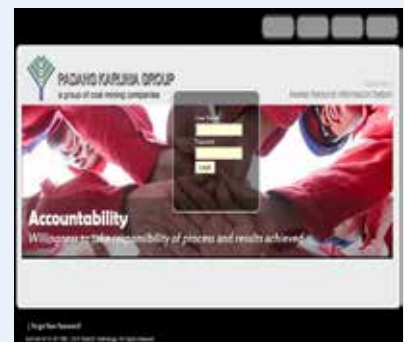 PADANG KARUNIA GROUP
a group of coal mining companies
Human Resource Information System
User Name
Password
Login
Accountability
Willingness to take responsibility of process and results achieved
| Forgot Your Password?